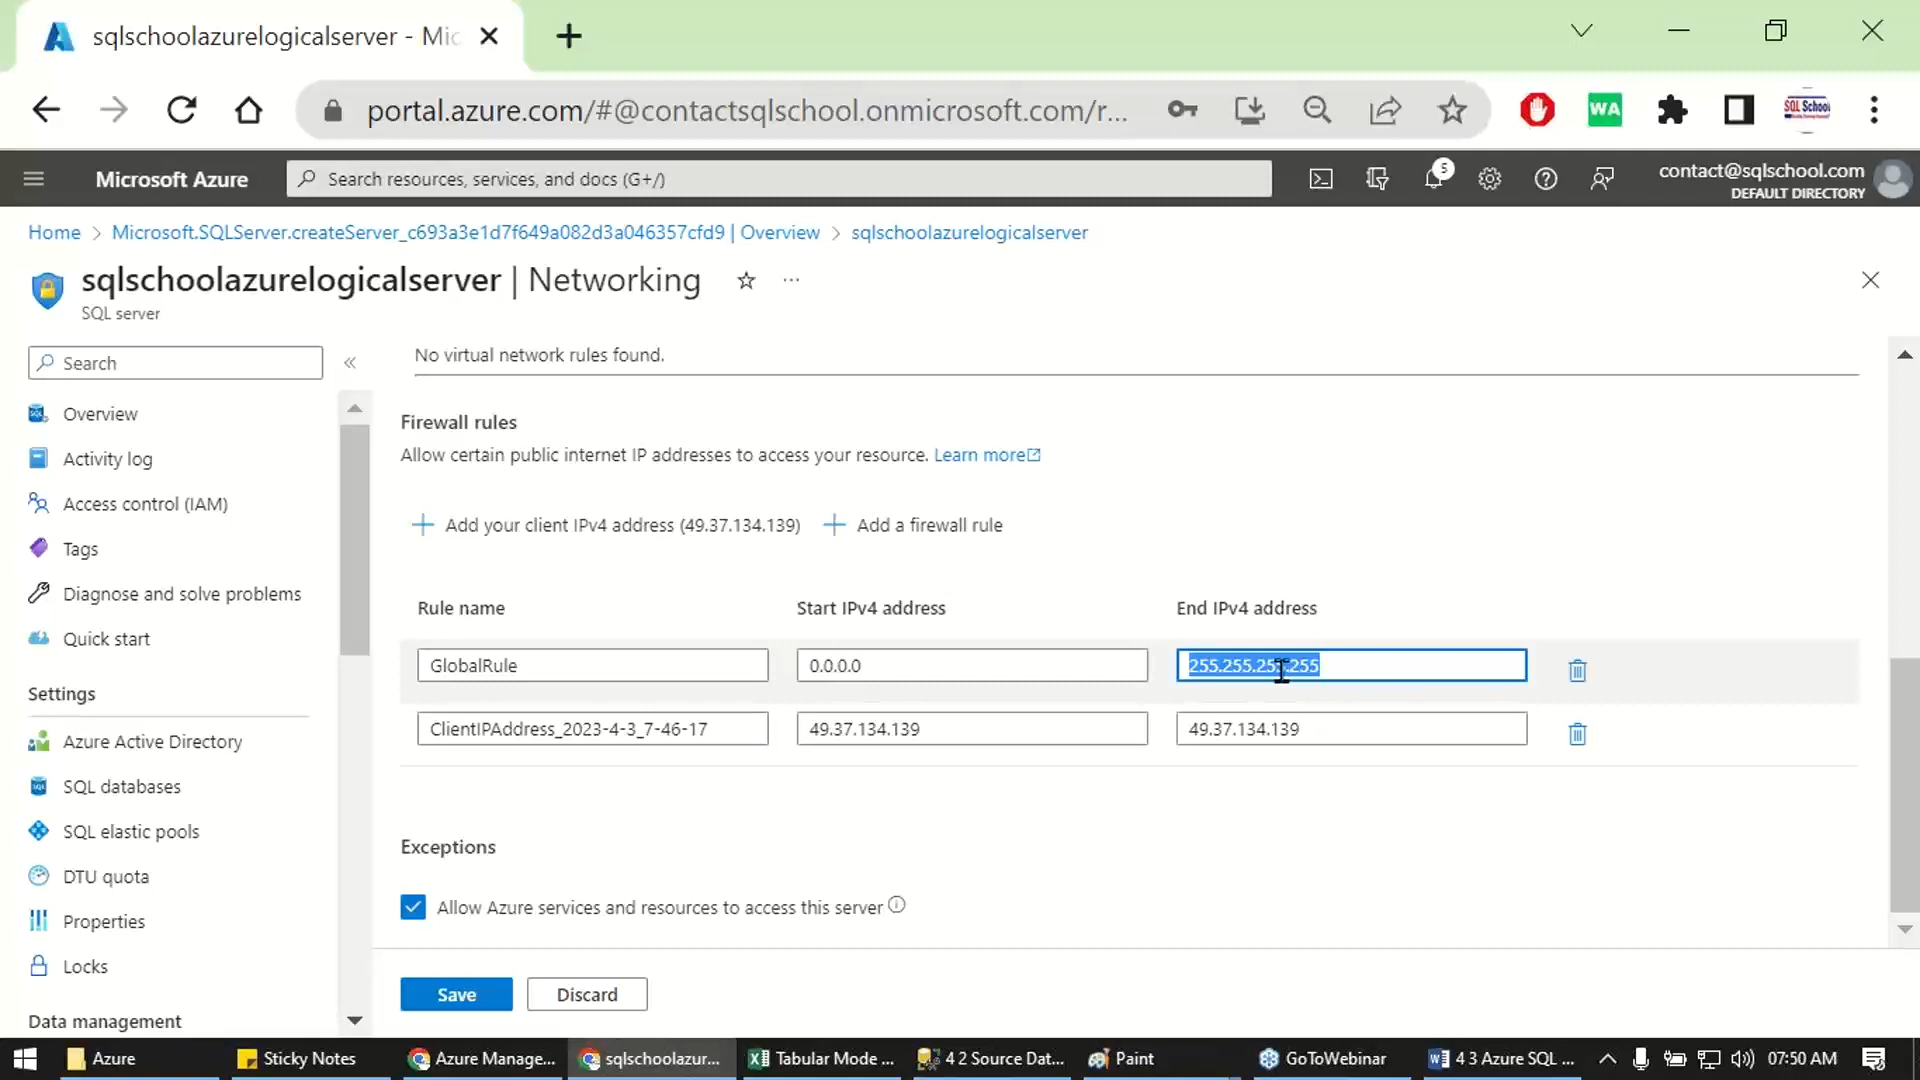 sqlschoolazurelogicalserver - Mic
portal.azure.com/#@contactsqlschool.onmicrosoft.com/r...
WA
SQL School
Microsoft Azure
Search resources, services, and docs (G+/)
5
contact@sqlschool.com
DEFAULT DIRECTORY
Home > Microsoft.SQLServer.createServer_c693a3e1d7f649a082d3a046357cfd9 | Overview > sqlschoolazurelogicalserver
sqlschoolazurelogicalserver | Networking ...
SQL server
Search
Overview
Activity log
Access control (IAM)
Tags
Diagnose and solve problems
Quick start
Settings
Azure Active Directory
SQL databases
SQL elastic pools
DTU quota
Properties
Locks
Data management
No virtual network rules found.
Firewall rules
Allow certain public internet IP addresses to access your resource. Learn more
Add your client IPv4 address (49.37.134.139) Add a firewall rule
Rule name Start IPv4 address End IPv4 address
GlobalRule 0.0.0.0 255.255.255.255
ClientIPAddress_2023-4-3_7-46-17 49.37.134.139 49.37.134.139
Exceptions
Allow Azure services and resources to access this server
Save Discard
Azure Sticky Notes Azure Manage... sqlschoolazur... Tabular Mode ... 4 2 Source Dat... Paint GoToWebinar 4 3 Azure SQL ... 07:50 AM